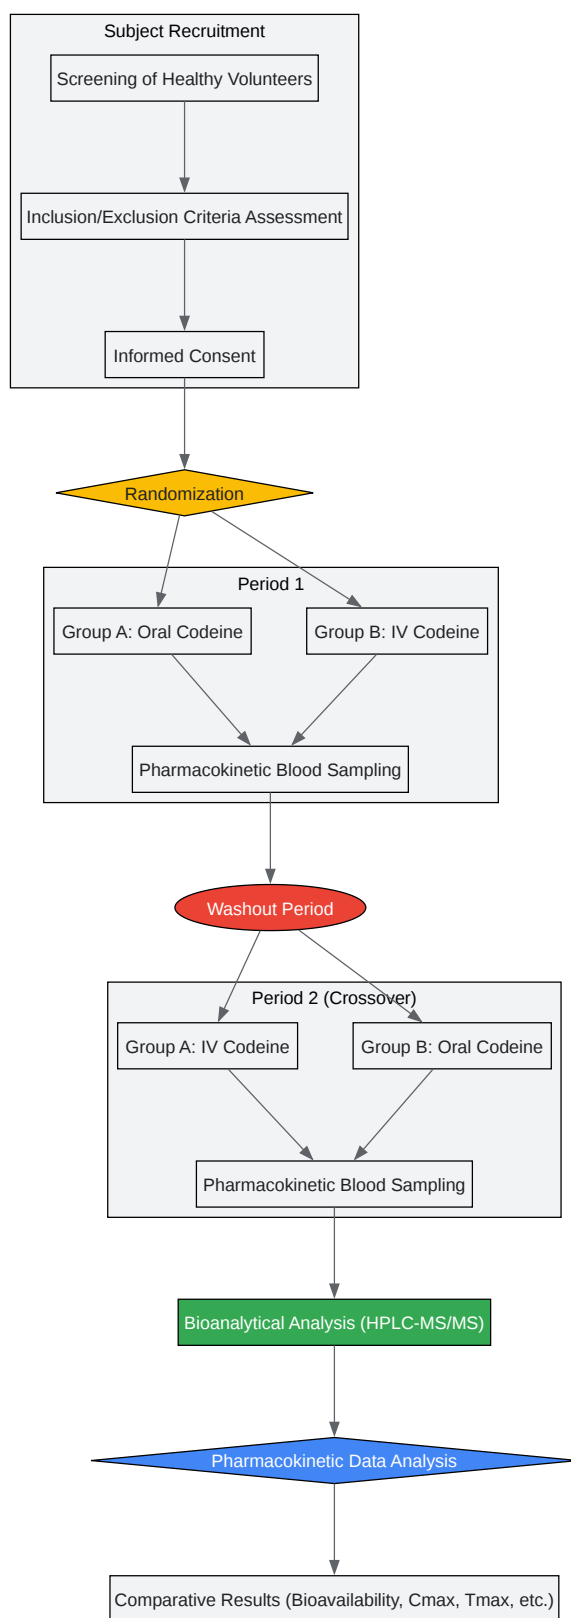 Subject Recruitment
Screening of Healthy Volunteers
Inclusion/Exclusion Criteria Assessment
Informed Consent
Randomization
Period 1
Group A: Oral Codeine
Group B: IV Codeine
Pharmacokinetic Blood Sampling
Washout Period
Period 2 (Crossover)
Group A: IV Codeine
Group B: Oral Codeine
Pharmacokinetic Blood Sampling
Bioanalytical Analysis (HPLC-MS/MS)
Pharmacokinetic Data Analysis
Comparative Results (Bioavailability, Cmax, Tmax, etc.)